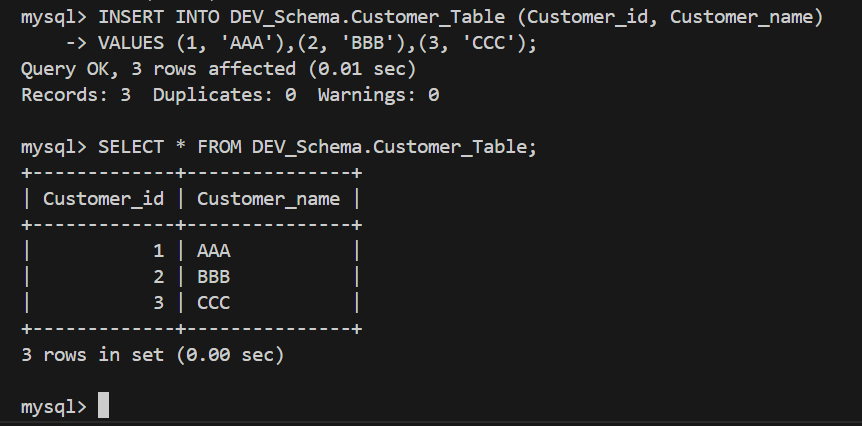 mysql> INSERT INTO DEV_Schema.Customer_Table (Customer_id, Customer_name)
    -> VALUES (1, 'AAA'),(2, 'BBB'),(3, 'CCC');
Query OK, 3 rows affected (0.01 sec)
Records: 3  Duplicates: 0  Warnings: 0

mysql> SELECT * FROM DEV_Schema.Customer_Table;
+-------------+---------------+
| Customer_id | Customer_name |
+-------------+---------------+
|           1 | AAA           |
|           2 | BBB           |
|           3 | CCC           |
+-------------+---------------+
3 rows in set (0.00 sec)

mysql>